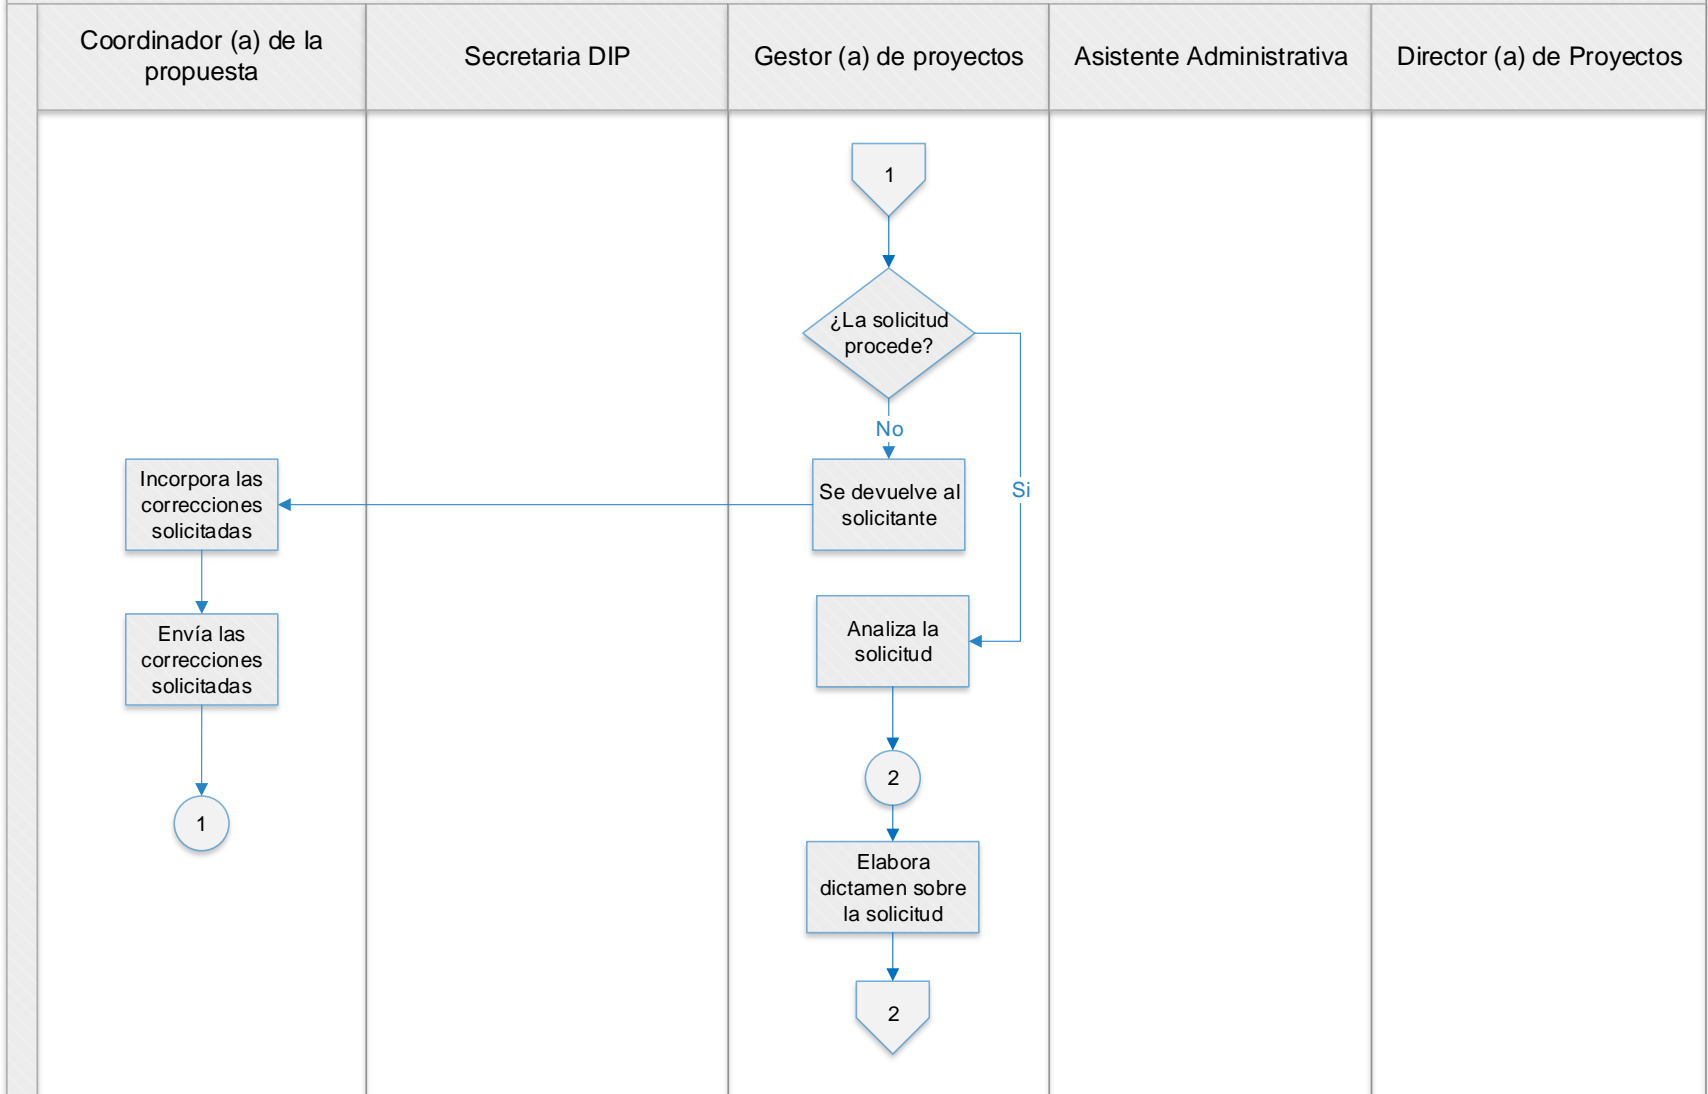 Coordinador (a) de la
propuesta
Secretaria DIP
Gestor (a) de proyectos
Asistente Administrativa
Director (a) de Proyectos
1
¿La solicitud
procede?
No
Si
Se devuelve al
solicitante
Incorpora las
correcciones
solicitadas
Envía las
correcciones
solicitadas
1
Analiza la
solicitud
2
Elabora
dictamen sobre
la solicitud
2